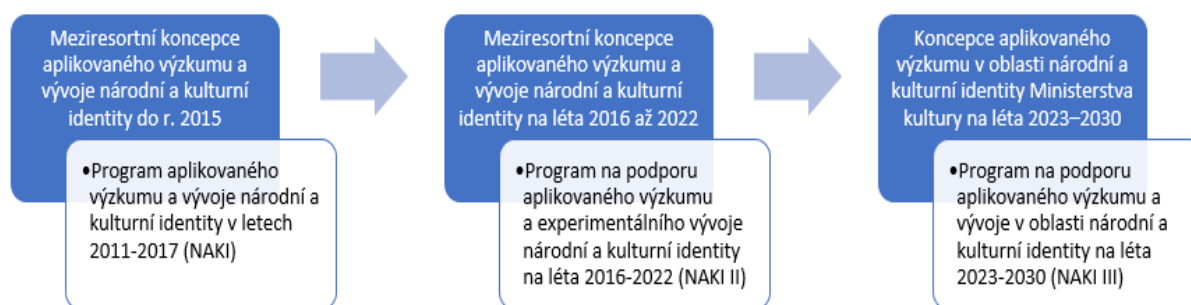 Meziresortní koncepce
aplikovaného výzkumu a
vývoje národní a kulturní
identity do r. 2015
•Program aplikovaného
výzkumu a vývoje národní a
kulturní identity v letech
2011-2017 (NAKI)
Meziresortní koncepce
aplikovaného výzkumu a
vývoje národní a kulturní
identity na léta 2016 až 2022
•Program na podporu
aplikovaného výzkumu
a experimentálního vývoje
národní a kulturní identity
na léta 2016-2022 (NAKI II)
Koncepce aplikovaného
výzkumu v oblasti národní a
kulturní identity Ministerstva
kultury na léta 2023–2030
•Program na podporu
aplikovaného výzkumu a
vývoje v oblasti národní a
kulturní identity na léta
2023-2030 (NAKI III)